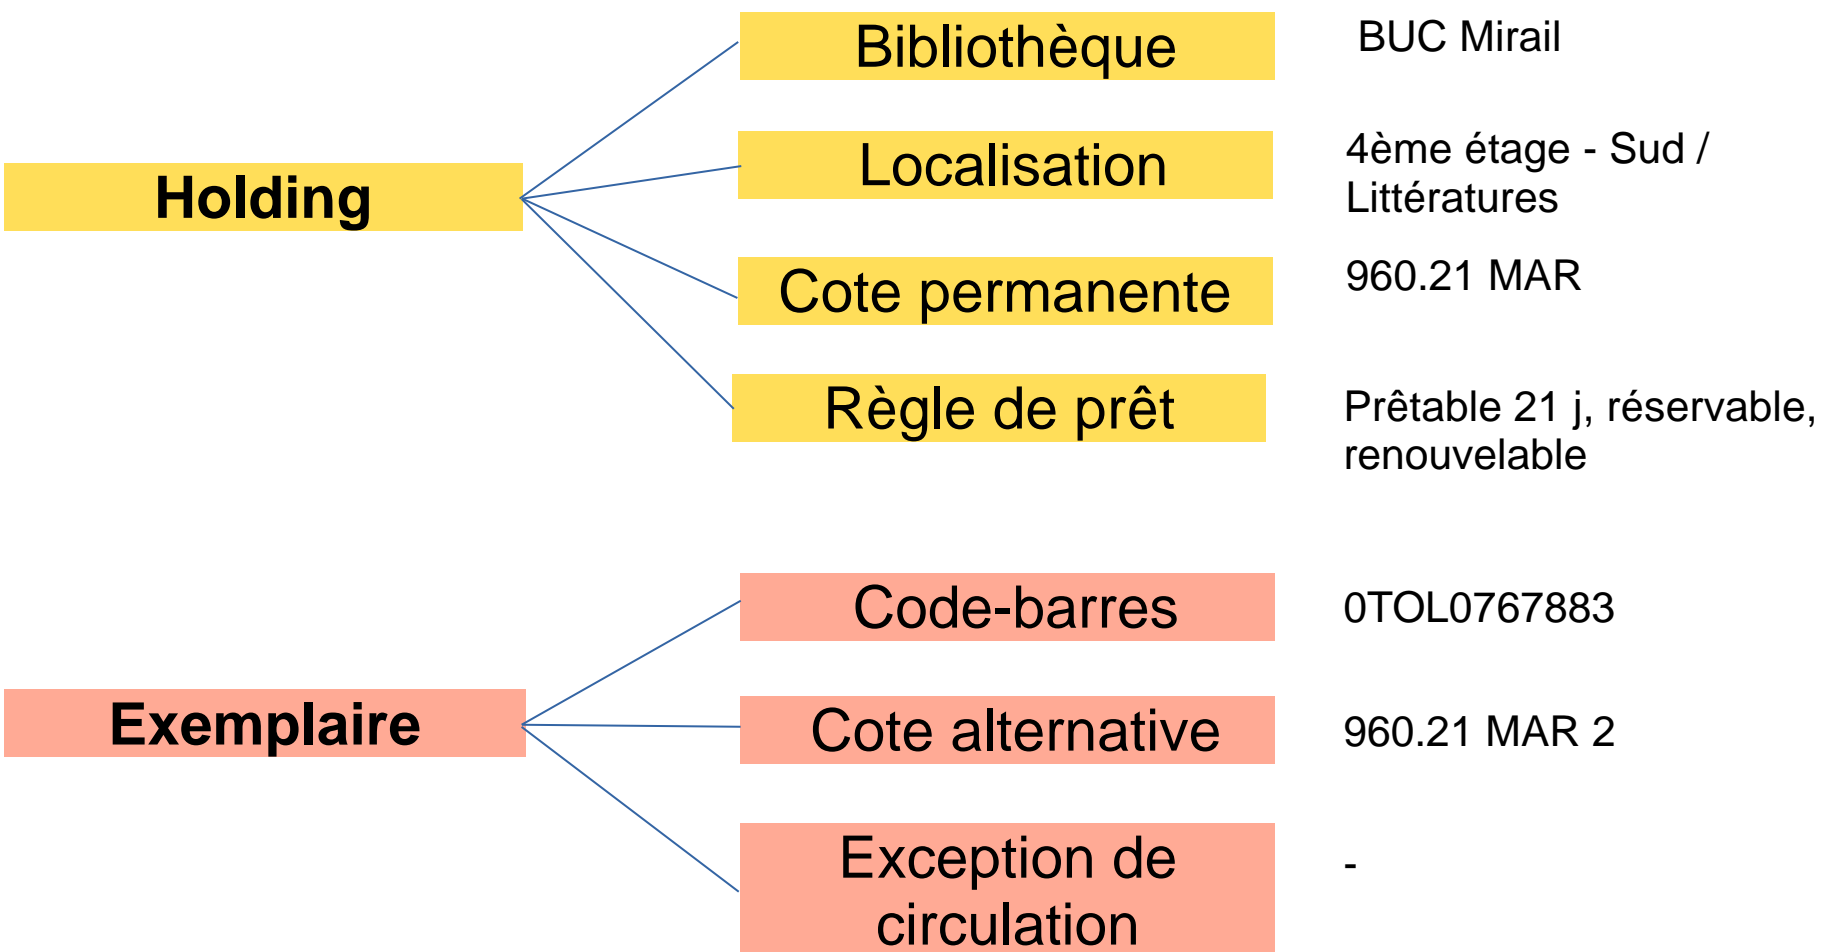 Holding
Bibliothèque
BUC Mirail
Localisation
4ème étage - Sud /
Littératures
Cote permanente
960.21 MAR
Règle de prêt
Prêtable 21 j, réservable,
renouvelable
Exemplaire
Code-barres
0TOL0767883
Cote alternative
960.21 MAR 2
Exception de
circulation
-